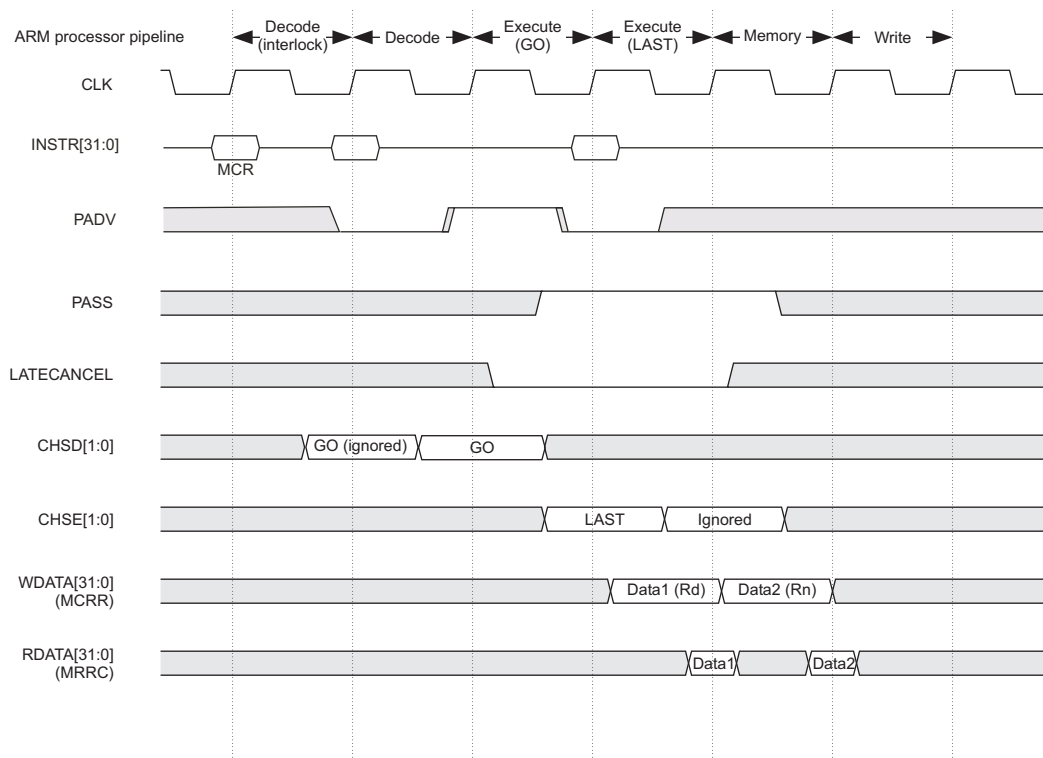 ARM processor pipeline
Decode
(interlock)
Decode
Execute
(GO)
Execute
(LAST)
Memory
Write
CLK
INSTR[31:0]
MCR
PADV
PASS
LATECANCEL
CHSD[1:0]
GO (ignored)
GO
CHSE[1:0]
LAST
Ignored
WDATA[31:0]
(MCRR)
Data1 (Rd)
Data2 (Rn)
RDATA[31:0]
(MRRC)
Data1
Data2